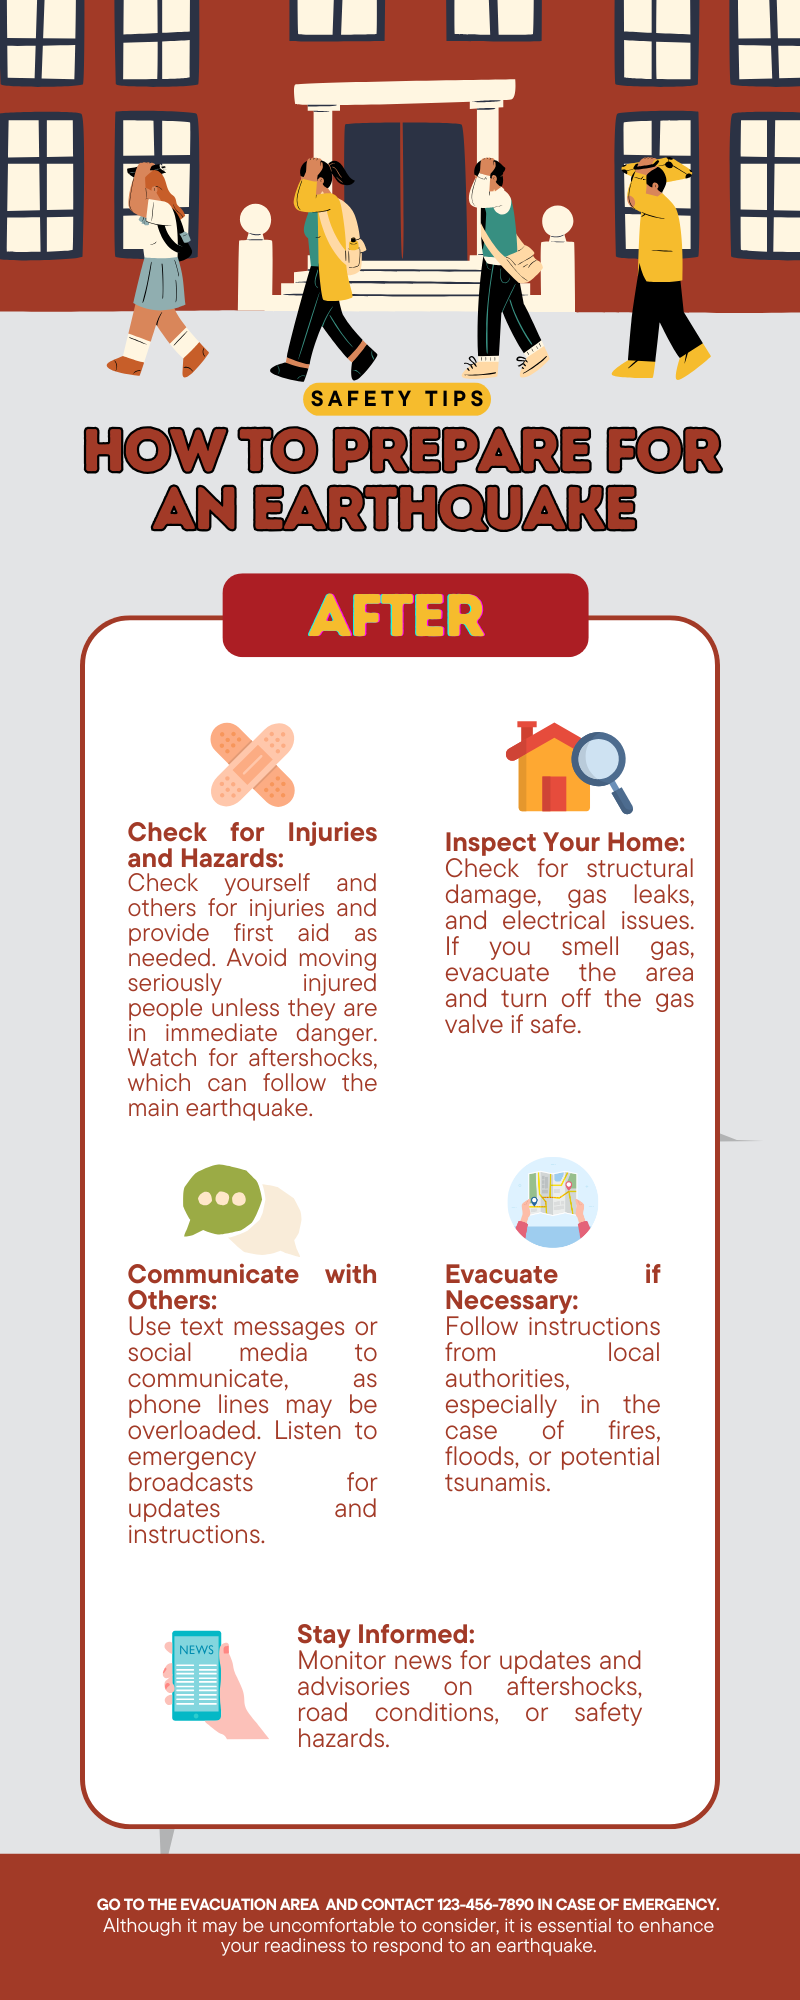 SAFETY TIPS
HOW TO PREPARE FOR
AN EARTHQUAKE
AFTER
Check for Injuries
and Hazards:
Check yourself and
others for injuries and
provide first aid as
needed. Avoid moving
seriously injured
people unless they are
in immediate danger.
Watch for aftershocks,
which can follow the
main earthquake.
Inspect Your Home:
Check for structural
damage, gas leaks,
and electrical issues.
If you smell gas,
evacuate the area
and turn off the gas
valve if safe.
Communicate with
Others:
Use text messages or
social media to
communicate, as
phone lines may be
overloaded. Listen to
emergency
broadcasts for
updates and
instructions.
Evacuate if
Necessary:
Follow instructions
from local
authorities,
especially in the
case of fires,
floods, or potential
tsunamis.
NEWS
Stay Informed:
Monitor news for updates and
advisories on aftershocks,
road conditions, or safety
hazards.
GO TO THE EVACUATION AREA AND CONTACT 123-456-7890 IN CASE OF EMERGENCY.
Although it may be uncomfortable to consider, it is essential to enhance
your readiness to respond to an earthquake.